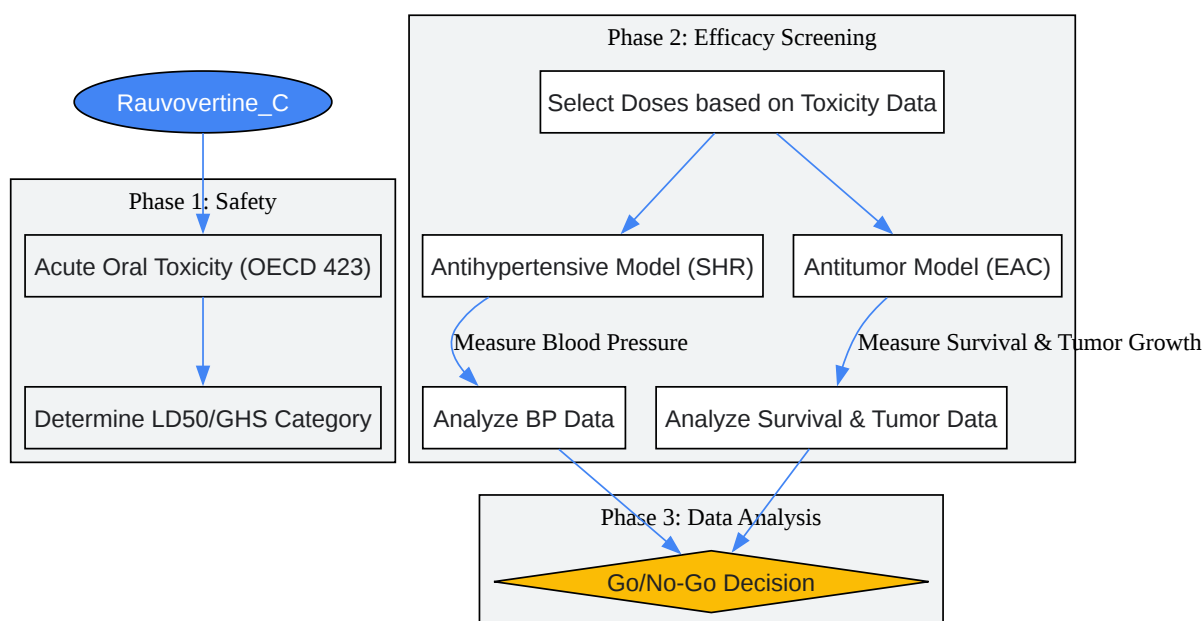 Rauvovertine_C
Phase 1: Safety
Acute Oral Toxicity (OECD 423)
Determine LD50/GHS Category
Phase 2: Efficacy Screening
Select Doses based on Toxicity Data
Antihypertensive Model (SHR)
Antitumor Model (EAC)
Measure Blood Pressure
Measure Survival & Tumor Growth
Analyze BP Data
Analyze Survival & Tumor Data
Phase 3: Data Analysis
Go/No-Go Decision